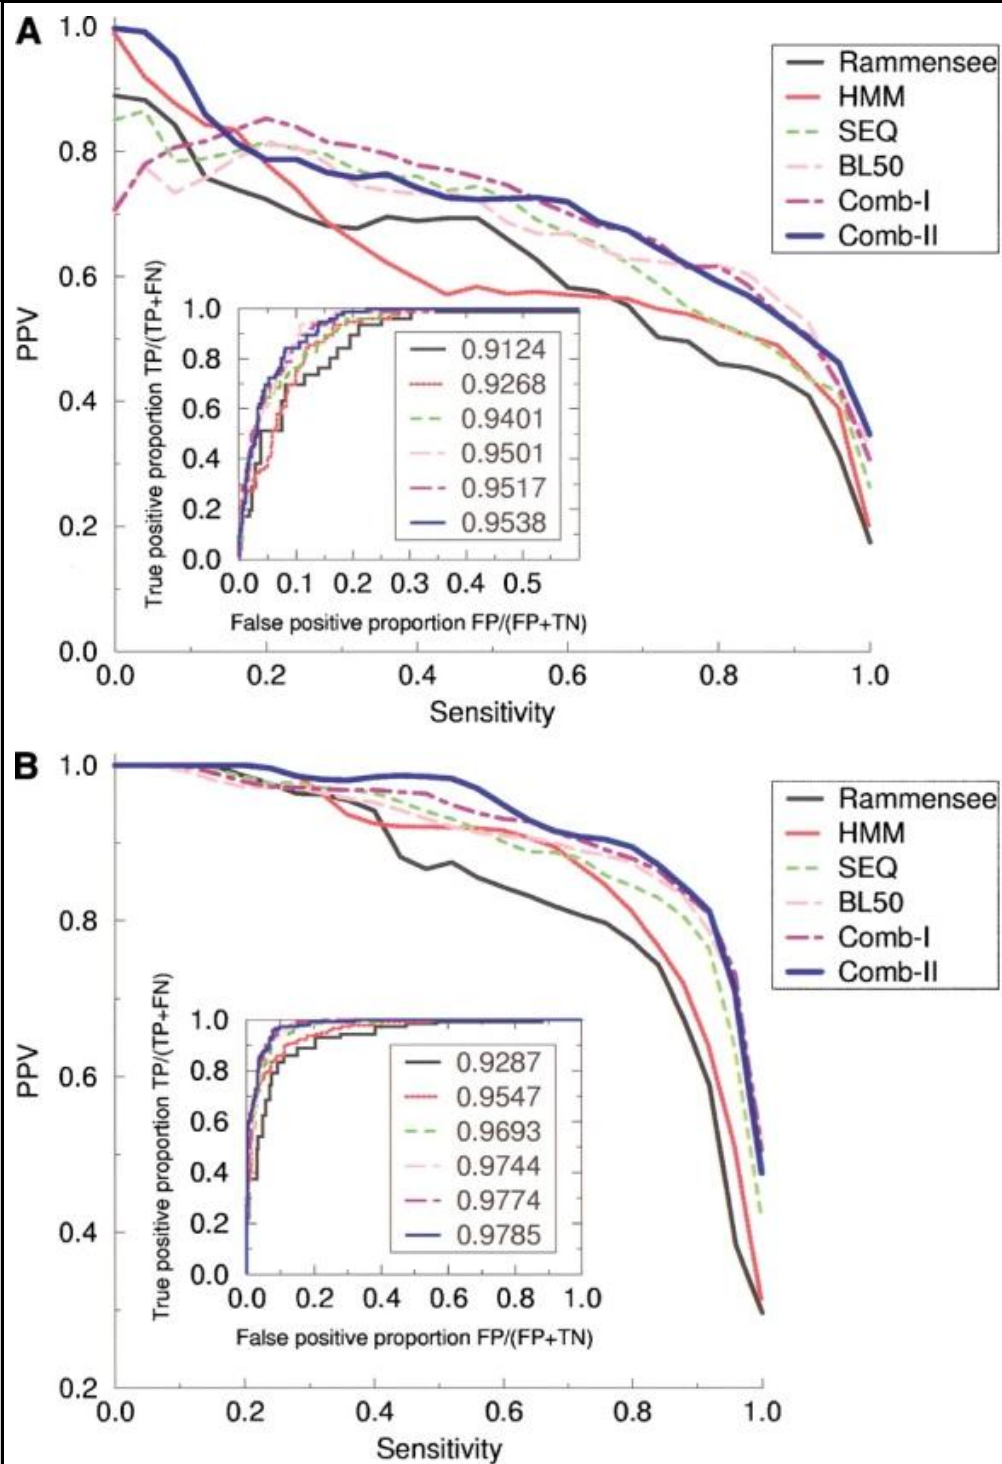 A
1.0
0.8
0.6
0.4
0.2
0.0
PPV
0.0 0.2 0.4 0.6 0.8 1.0
Sensitivity
Rammensee
HMM
SEQ
BL50
Comb-I
Comb-II
True positive proportion TP/(TP+FN)
1.0
0.8
0.6
0.4
0.2
0.0
0.0 0.1 0.2 0.3 0.4 0.5
False positive proportion FP/(FP+TN)
0.9124
0.9268
0.9401
0.9501
0.9517
0.9538
B
1.0
0.8
0.6
0.4
0.2
PPV
0.0 0.2 0.4 0.6 0.8 1.0
Sensitivity
Rammensee
HMM
SEQ
BL50
Comb-I
Comb-II
True positive proportion TP/(TP+FN)
1.0
0.8
0.6
0.4
0.2
0.0
0.0 0.2 0.4 0.6 0.8 1.0
False positive proportion FP/(FP+TN)
0.9287
0.9547
0.9693
0.9744
0.9774
0.9785